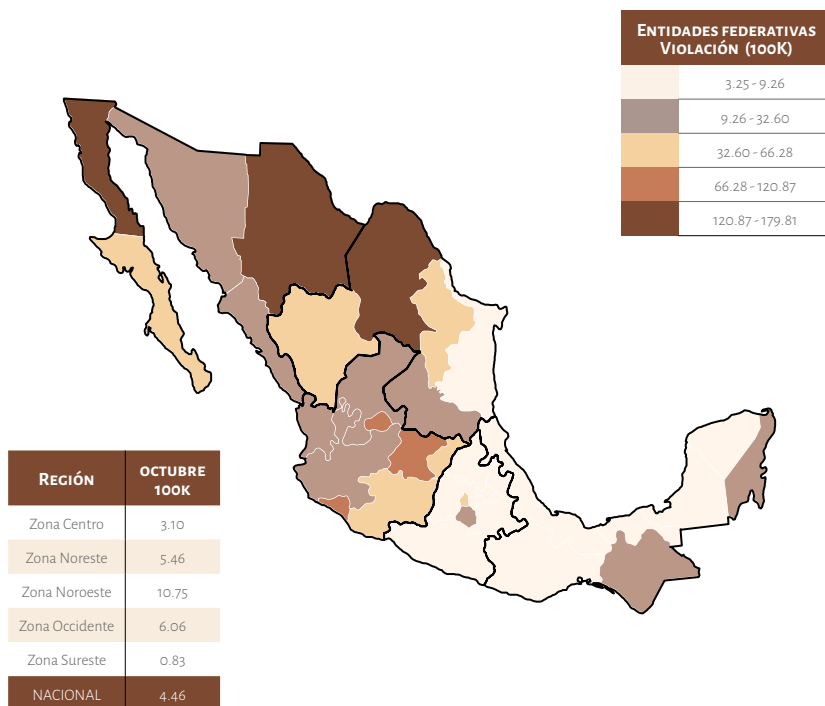 Entidades federativas
Violación (100K)
3.25 - 9.26
9.26 - 32.60
32.60 - 66.28
66.28 - 120.87
120.87 - 179.81
Región octubre
100k
Zona Centro 3.10
Zona Noreste 5.46
Zona Noroeste 10.75
Zona Occidente 6.06
Zona Sureste 0.83
NACIONAL 4.46